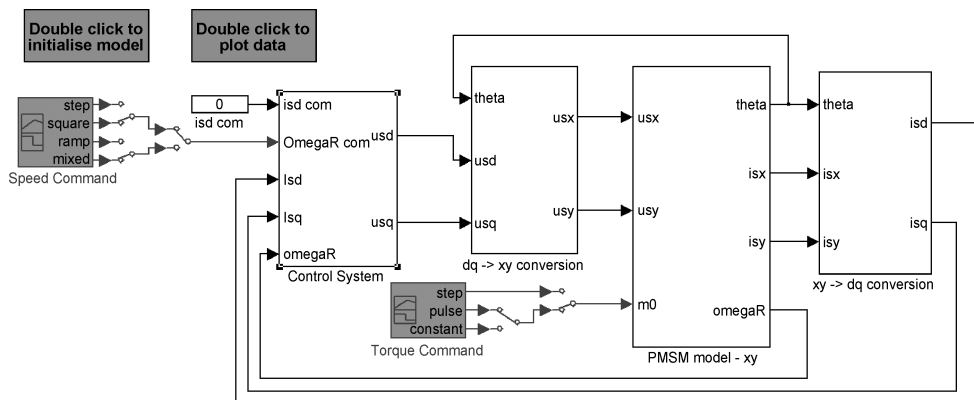 Double click to
initialise model
Double click to
plot data
step
square
ramp
mixed
Speed Command
0
isd com
isd com
OmegaR com
Isd
Isq
omegaR
usd
usq
Control System
theta
usd
usq
usx
usy
dq -> xy conversion
step
pulse
constant
Torque Command
usx
usy
m0
theta
isx
isy
omegaR
PMSM model - xy
theta
isx
isy
isd
isq
xy -> dq conversion